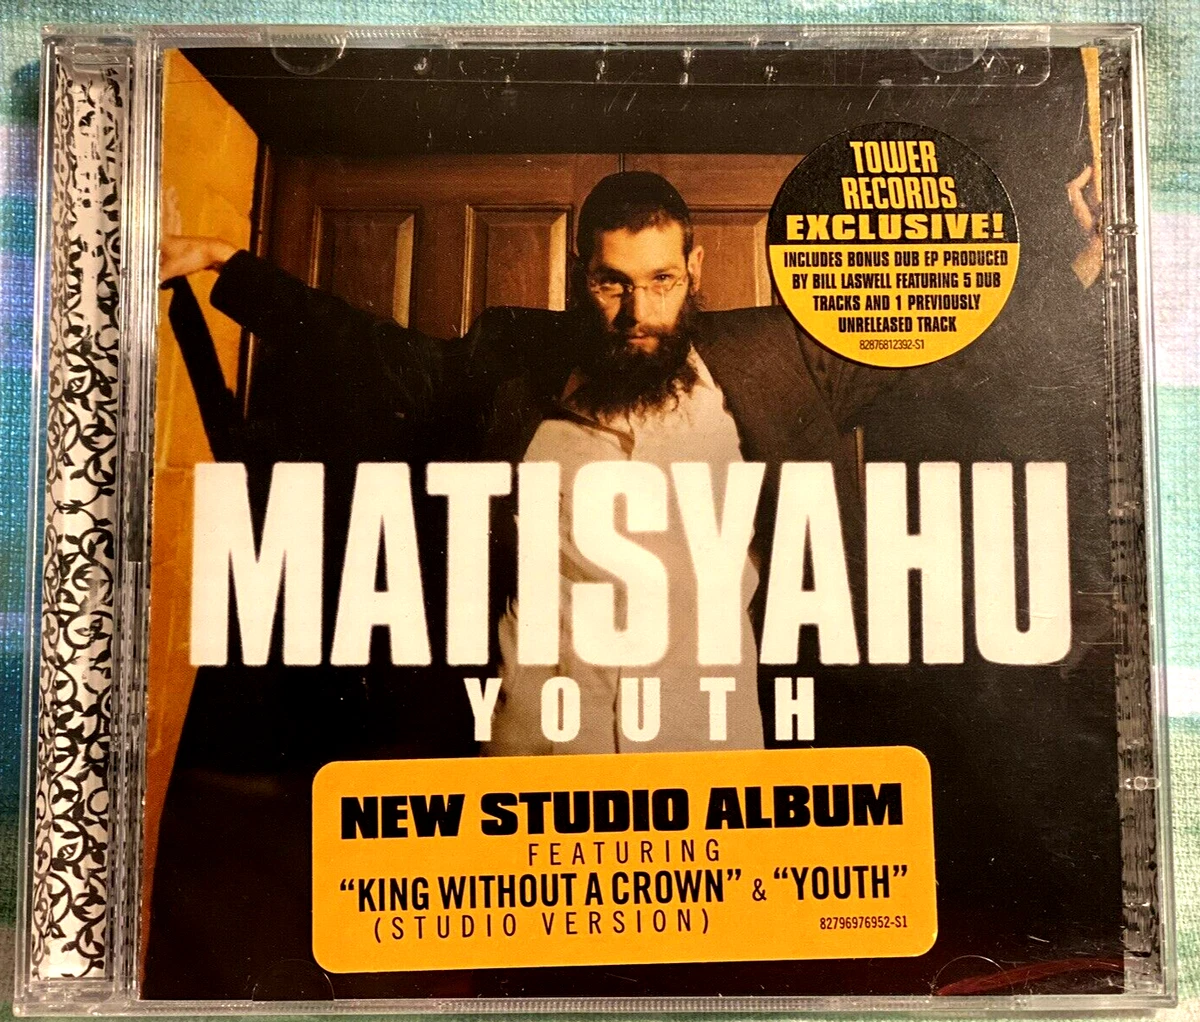 TOWER
RECORDS
EXCLUSIVE!
INCLUDES BONUS DUB EP PRODUCED
BY BILL LASWELL FEATURING 5 DUB
TRACKS AND 1 PREVIOUSLY
UNRELEASED TRACK
82876812392-S1
MATISYAHU
YOUTH
NEW STUDIO ALBUM
FEATURING
“KING WITHOUT A CROWN” & “YOUTH”
(STUDIO VERSION)
82796976952-S1